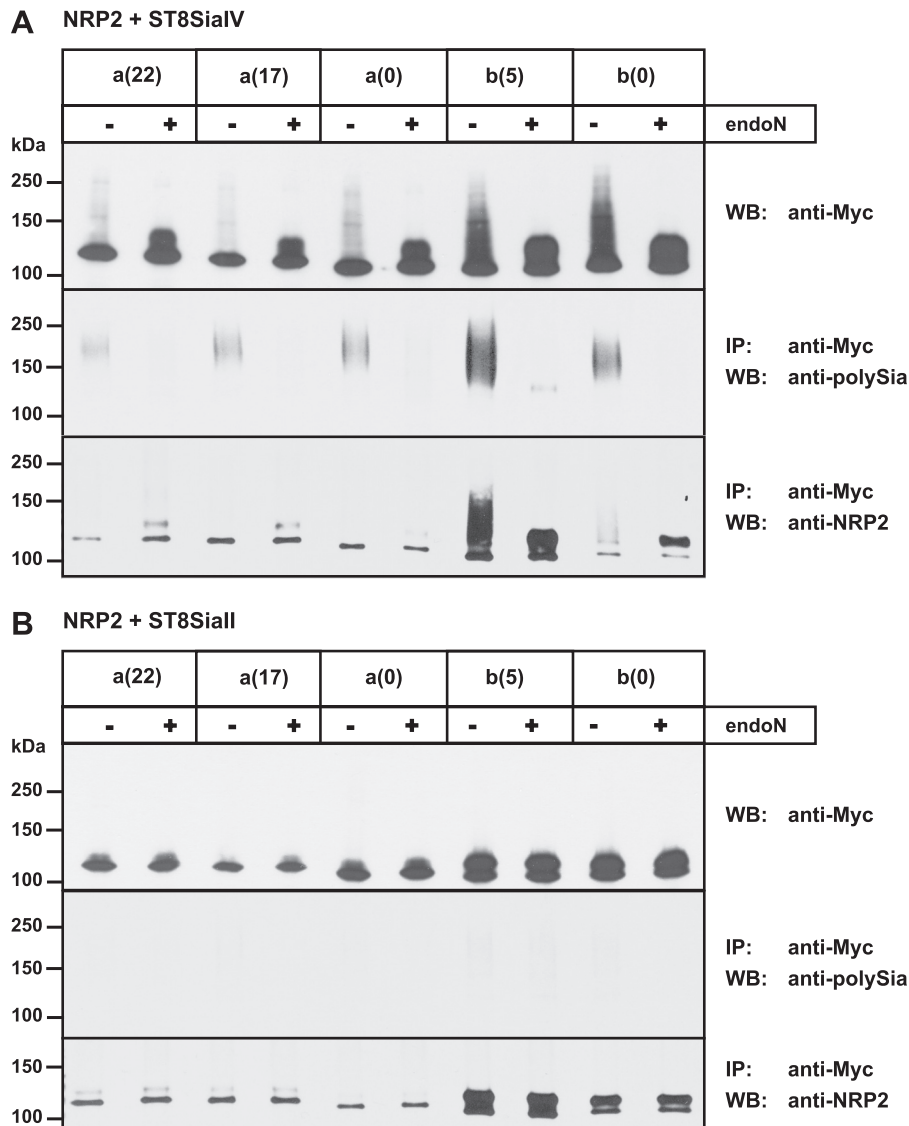 A NRP2 + ST8SiaIV
a(22) a(17) a(0) b(5) b(0)
- + - + - + - + - + endoN
kDa
250
150
100
WB: anti-Myc
250
150
100
IP: anti-Myc
WB: anti-polySia
250
150
100
IP: anti-Myc
WB: anti-NRP2
B NRP2 + ST8SiaII
a(22) a(17) a(0) b(5) b(0)
- + - + - + - + - + endoN
kDa
250
150
100
WB: anti-Myc
250
150
100
IP: anti-Myc
WB: anti-polySia
150
100
IP: anti-Myc
WB: anti-NRP2